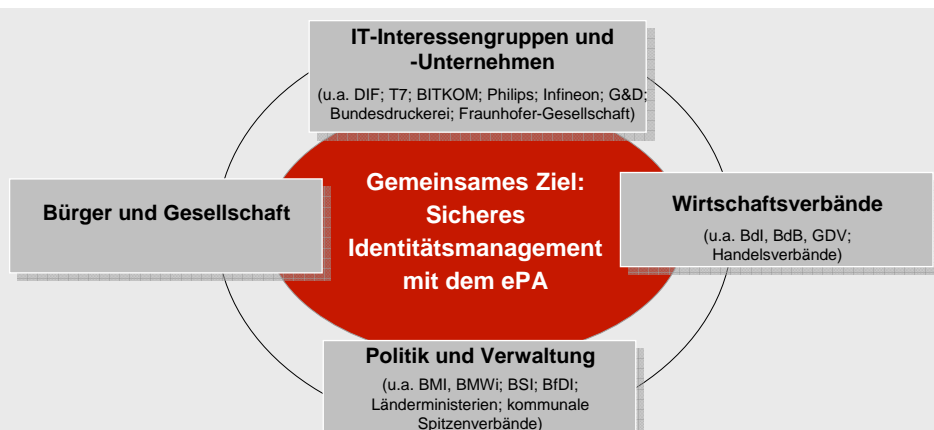 IT-Interessengruppen und
-Unternehmen
(u.a. DIF; T7; BITKOM; Philips; Infineon; G&D;
Bundesdruckerei; Fraunhofer-Gesellschaft)
Bürger und Gesellschaft
Gemeinsames Ziel:
Sicheres
Identitätsmanagement
mit dem ePA
Wirtschaftsverbände
(u.a. BdI, BdB, GDV;
Handelsverbände)
Politik und Verwaltung
(u.a. BMI, BMWi; BSI; BfDI;
Länderministerien; kommunale
Spitzenverbände)